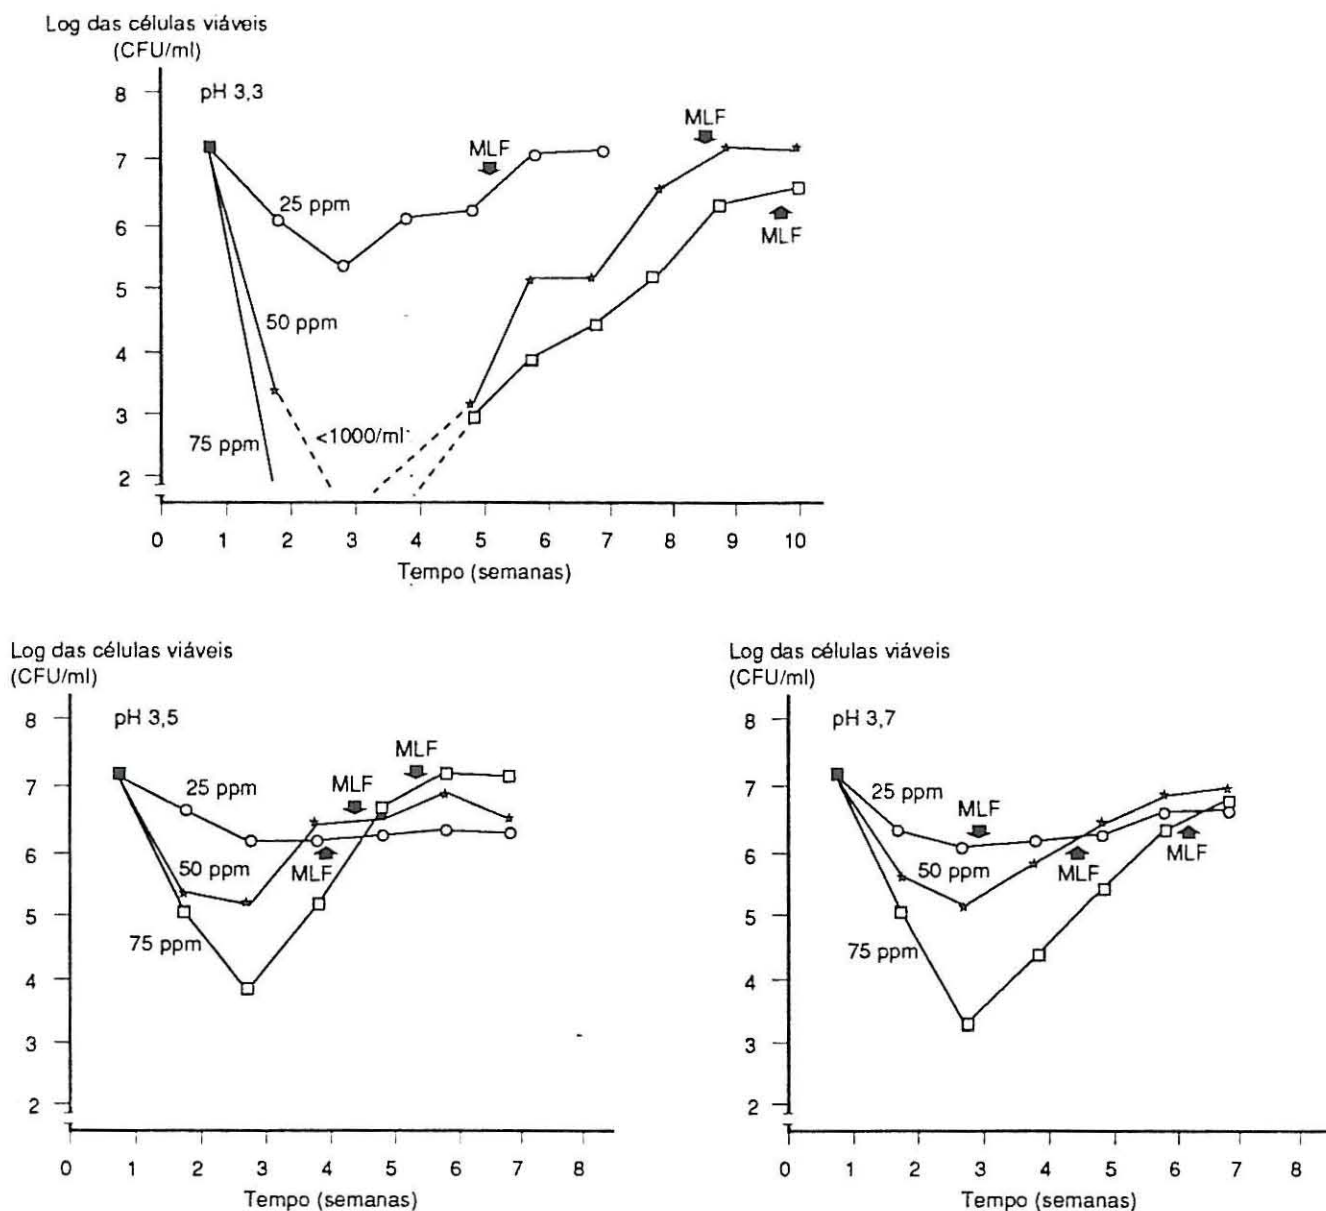 Log das células viáveis
(CFU/ml)
8
7
6
5
4
3
2
pH 3,3
25 ppm
50 ppm
75 ppm
<1000/ml
MLF
MLF
MLF
0 1 2 3 4 5 6 7 8 9 10
Tempo (semanas)
Log das células viáveis
(CFU/ml)
8
7
6
5
4
3
2
pH 3,5
25 ppm
50 ppm
75 ppm
MLF
MLF
MLF
0 1 2 3 4 5 6 7 8
Tempo (semanas)
Log das células viáveis
(CFU/ml)
8
7
6
5
4
3
2
pH 3,7
25 ppm
50 ppm
75 ppm
MLF
MLF
MLF
0 1 2 3 4 5 6 7 8
Tempo (semanas)